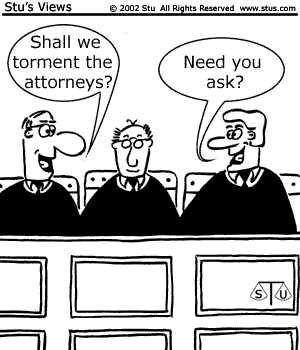 Stu's Views
© 2002 Stu All Rights Reserved www.stus.com
Shall we
torment the
attorneys?
Need you
ask?
S T U